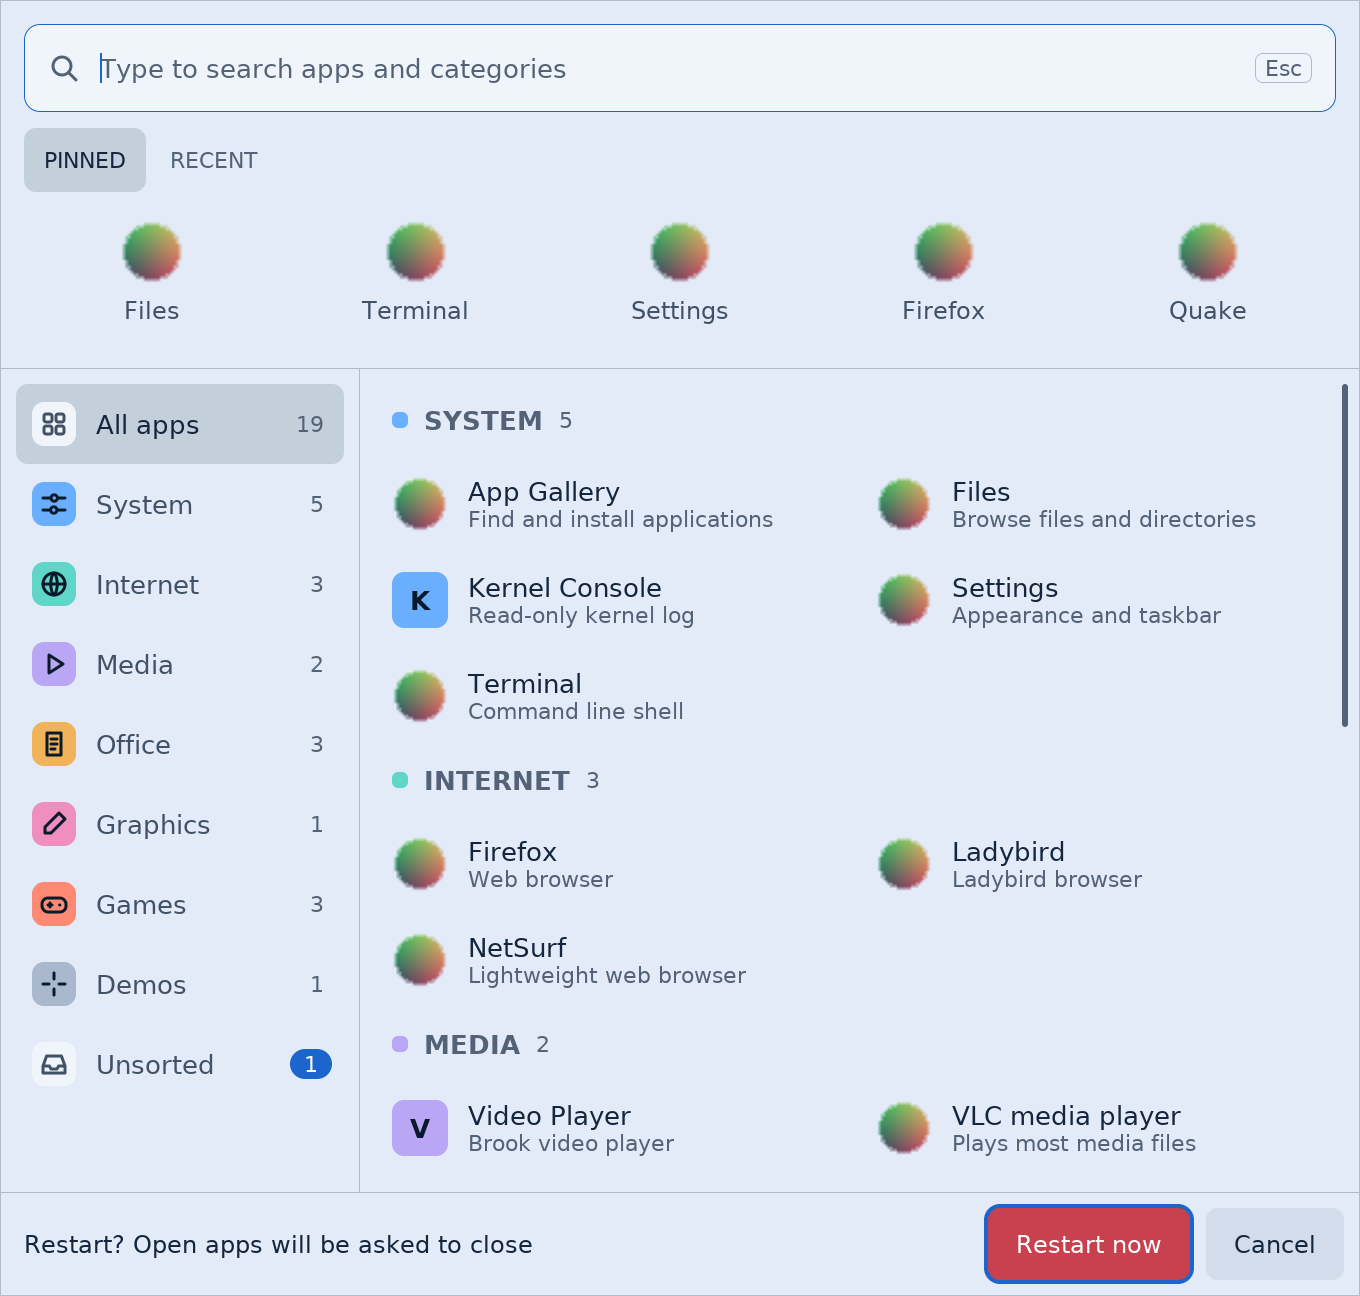 Type to search apps and categories
Esc
PINNED
RECENT
Files
Terminal
Settings
Firefox
Quake
All apps 19
System 5
Internet 3
Media 2
Office 3
Graphics 1
Games 3
Demos 1
Unsorted 1
SYSTEM 5
App Gallery
Find and install applications
Files
Browse files and directories
K
Kernel Console
Read-only kernel log
Settings
Appearance and taskbar
Terminal
Command line shell
INTERNET 3
Firefox
Web browser
Ladybird
Ladybird browser
NetSurf
Lightweight web browser
MEDIA 2
V
Video Player
Brook video player
VLC media player
Plays most media files
Restart? Open apps will be asked to close
Restart now
Cancel